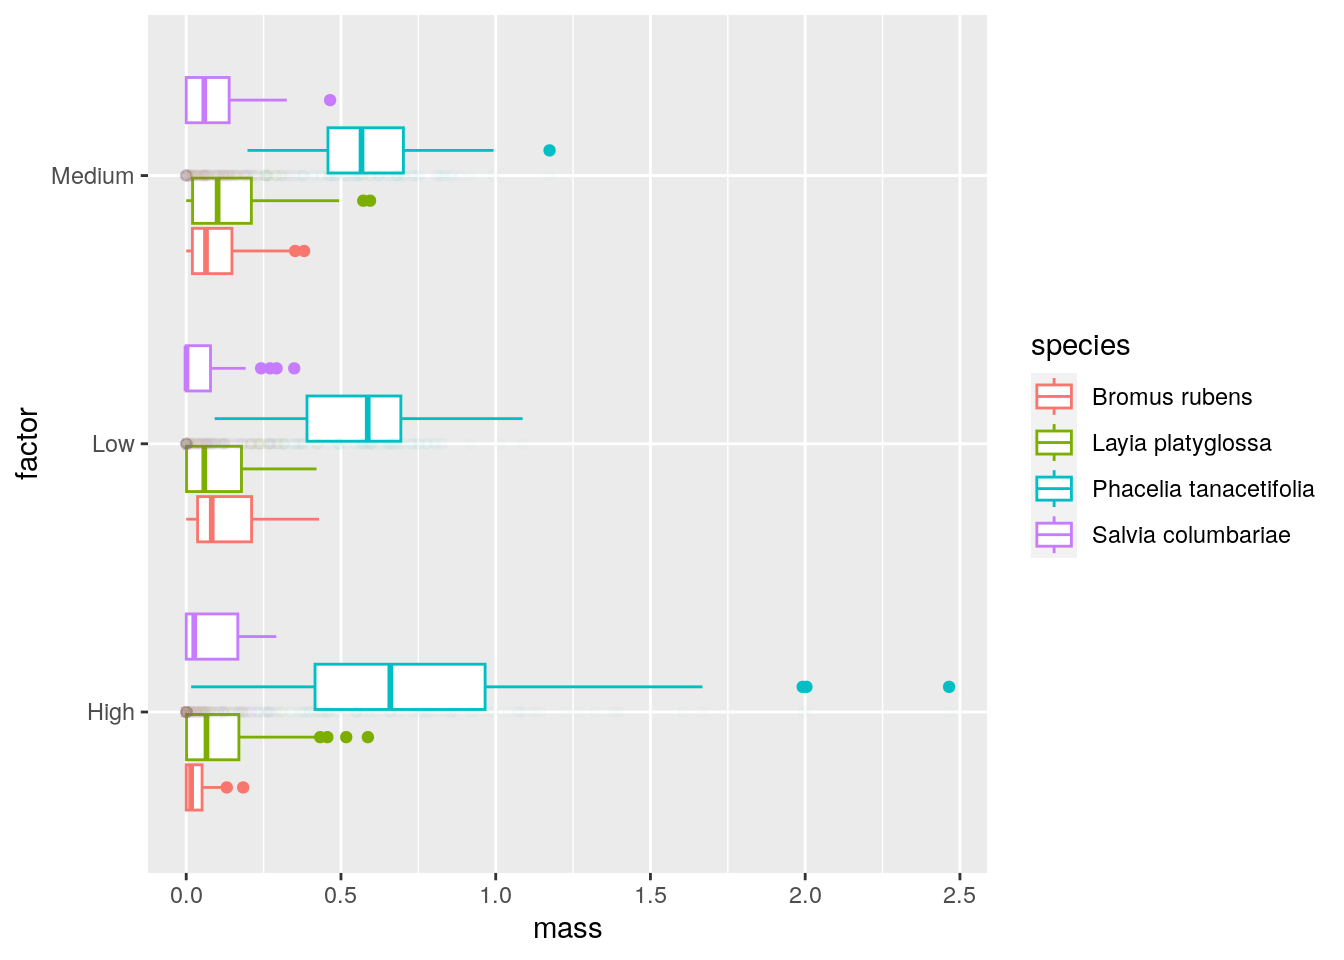 Medium
Low
High
factor
0.0 0.5 1.0 1.5 2.0 2.5
mass
species
Bromus rubens
Layia platyglossa
Phacelia tanacetifolia
Salvia columbariae